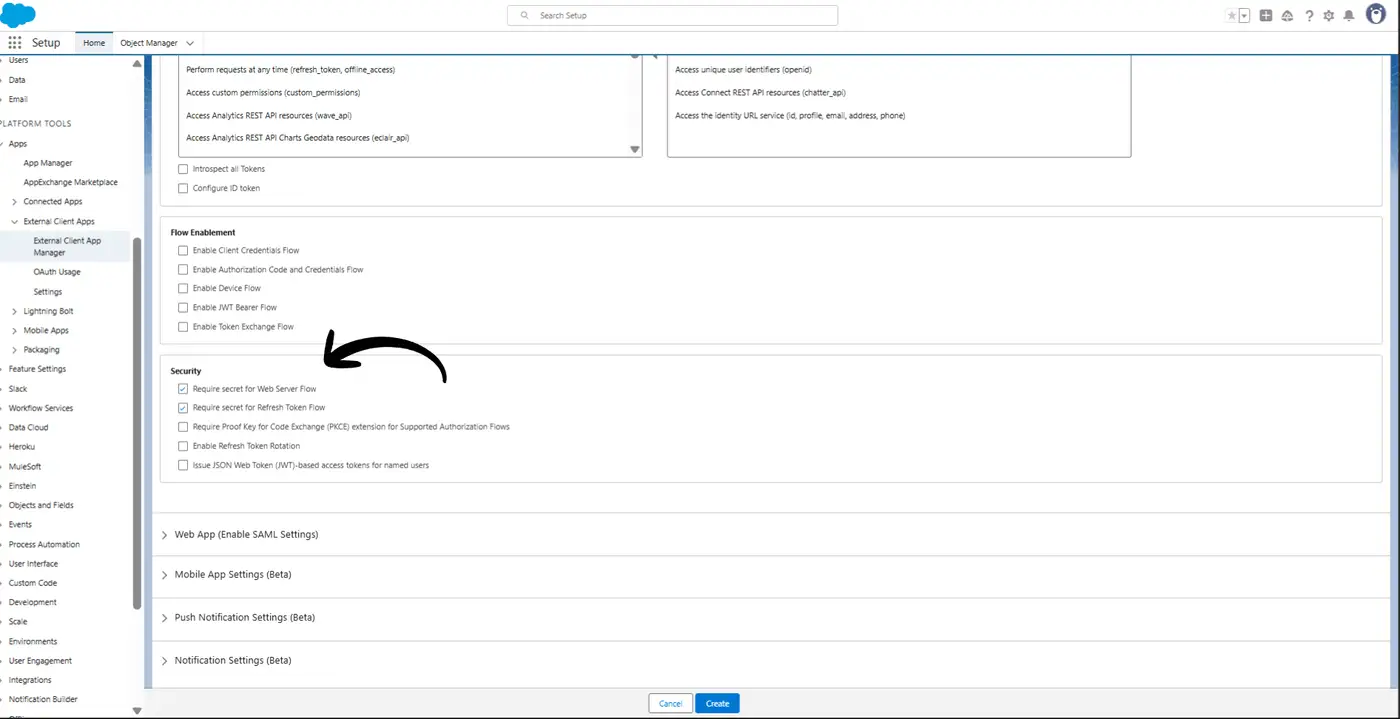 Search Setup
Setup
Home
Object Manager
Users
Data
Email
PLATFORM TOOLS
Apps
App Manager
AppExchange Marketplace
Connected Apps
External Client Apps
External Client App
Manager
OAuth Usage
Settings
Lightning Bolt
Mobile Apps
Packaging
Feature Settings
Slack
Workflow Services
Data Cloud
Heroku
MuleSoft
Einstein
Objects and Fields
Events
Process Automation
User Interface
Custom Code
Development
Scale
Environments
User Engagement
Integrations
Notification Builder
Perform requests at any time (refresh_token, offline_access)
Access custom permissions (custom_permissions)
Access Analytics REST API resources (wave_api)
Access Analytics REST API Charts Geodata resources (eclair_api)
Access unique user identifiers (openid)
Access Connect REST API resources (chatter_api)
Access the identity URL service (id, profile, email, address, phone)
Introspect all Tokens
Configure ID token
Flow Enablement
Enable Client Credentials Flow
Enable Authorization Code and Credentials Flow
Enable Device Flow
Enable JWT Bearer Flow
Enable Token Exchange Flow
Security
Require secret for Web Server Flow
Require secret for Refresh Token Flow
Require Proof Key for Code Exchange (PKCE) extension for Supported Authorization Flows
Enable Refresh Token Rotation
Issue JSON Web Token (JWT)-based access tokens for named users
Web App (Enable SAML Settings)
Mobile App Settings (Beta)
Push Notification Settings (Beta)
Notification Settings (Beta)
Cancel
Create